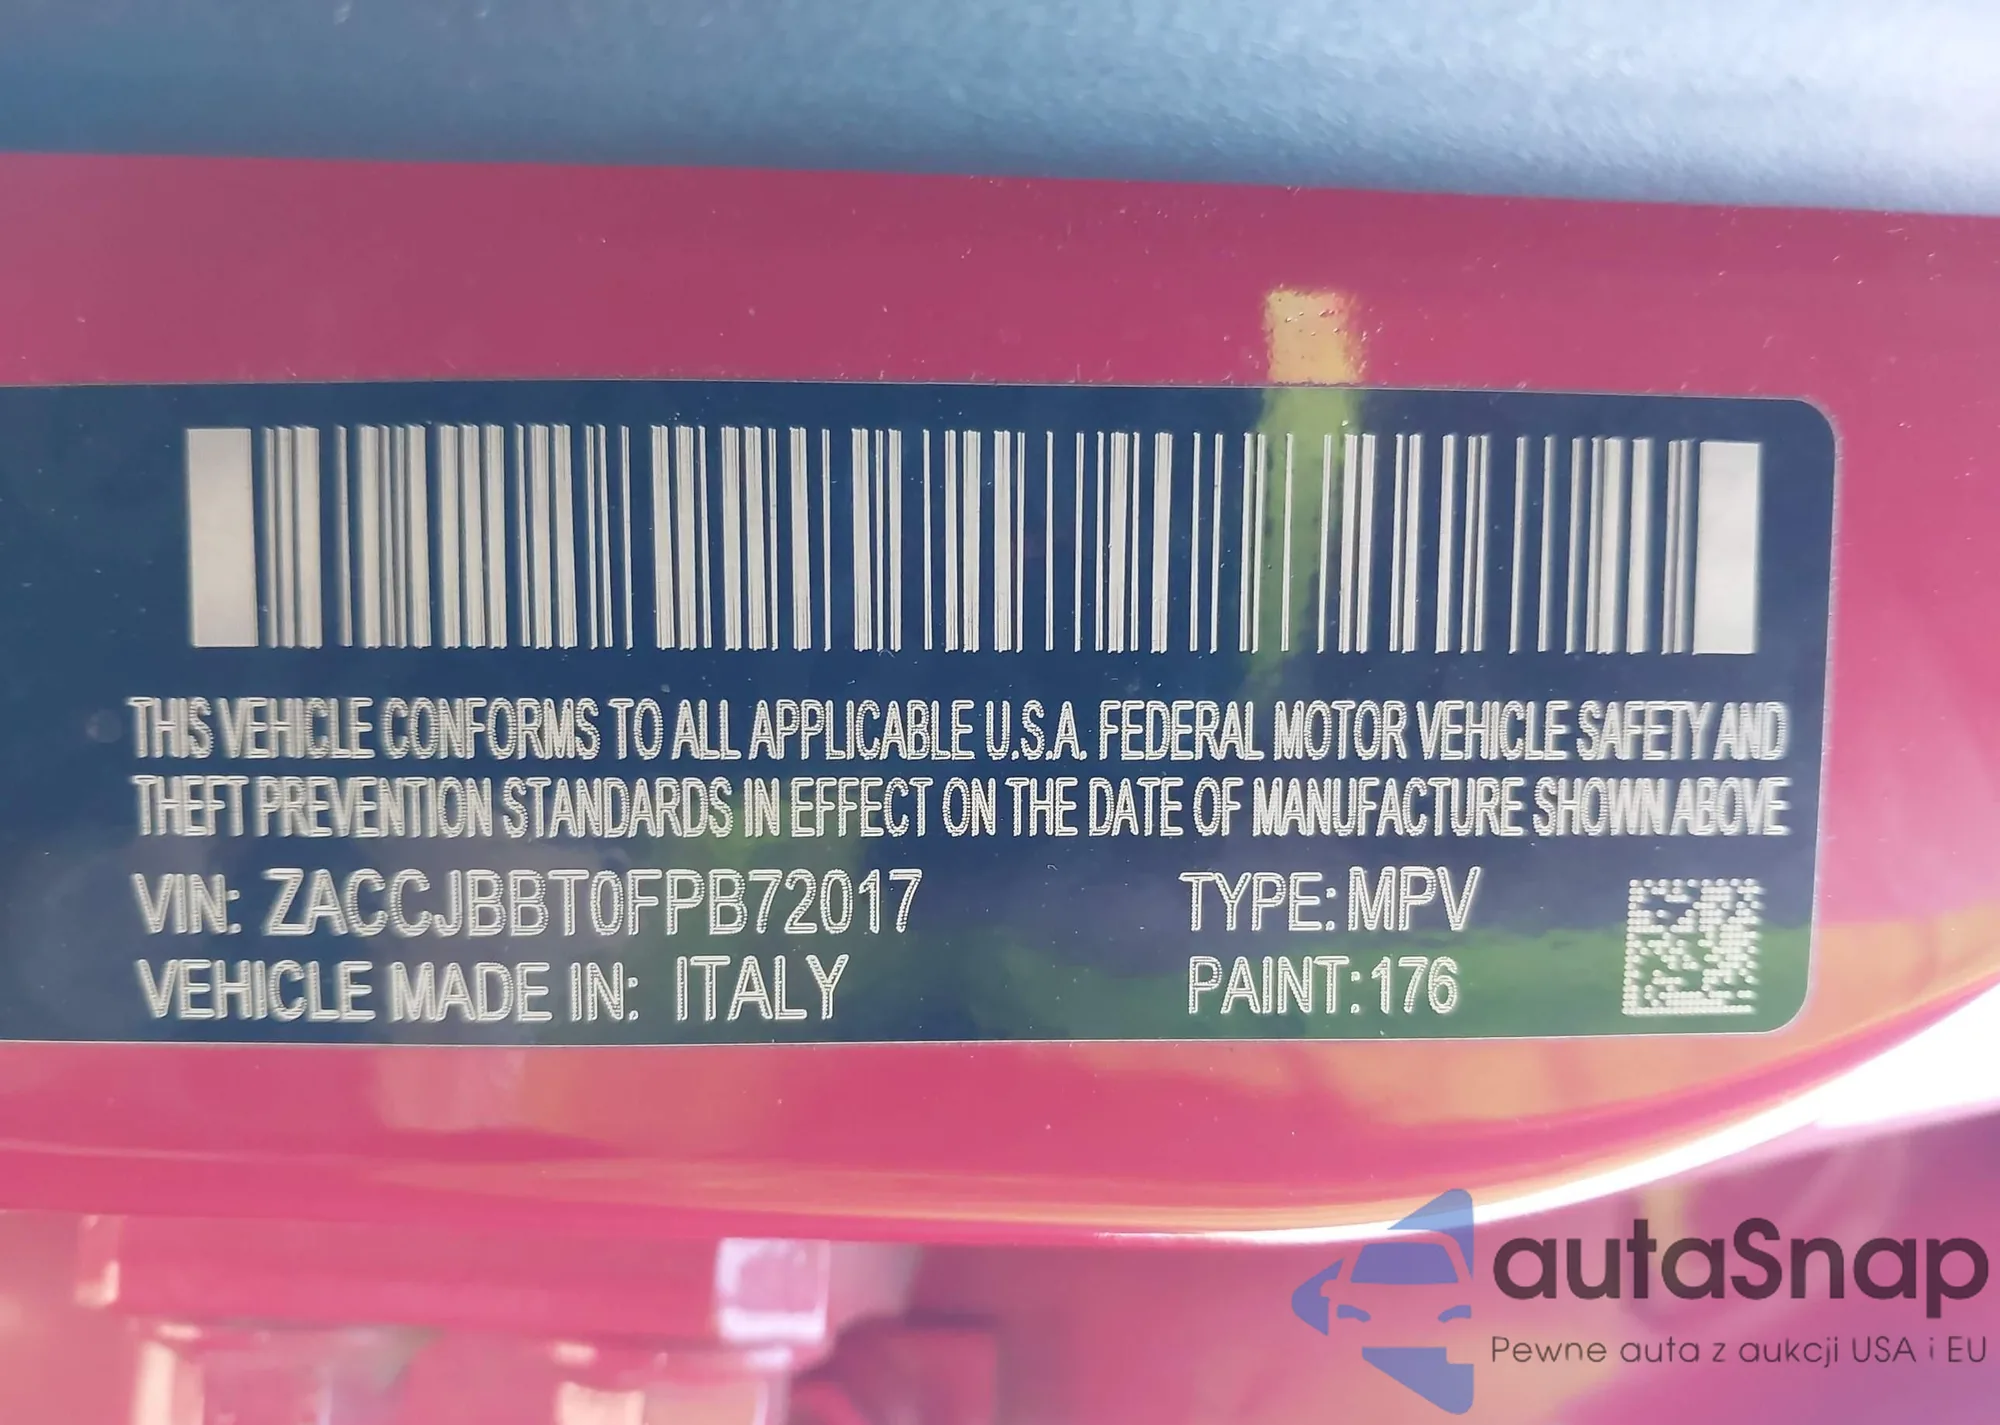 THIS VEHICLE CONFORMS TO ALL APPLICABLE U.S.A. FEDERAL MOTOR VEHICLE SAFETY AND
THEFT PREVENTION STANDARDS IN EFFECT ON THE DATE OF MANUFACTURE SHOWN ABOVE
VIN: ZACCJBBT0FPB72017 TYPE: MPV
VEHICLE MADE IN: ITALY PAINT: 176
autaSnap
Pewne auta z aukcji USA i EU